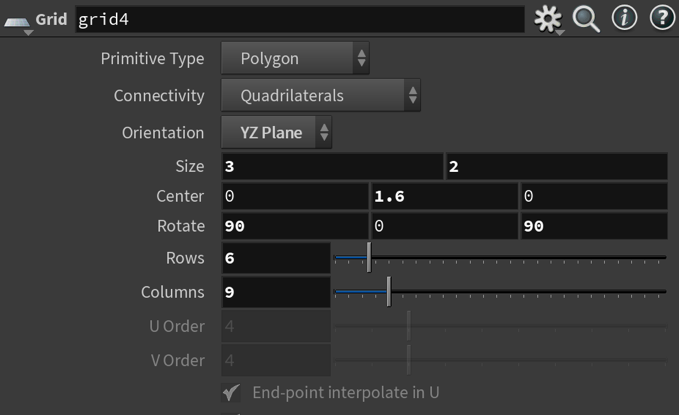 Grid grid4
Primitive Type Polygon
Connectivity Quadrilaterals
Orientation YZ Plane
Size 3 2
Center 0 1.6 0
Rotate 90 0 90
Rows 6
Columns 9
U Order 4
V Order 4
End-point interpolate in U